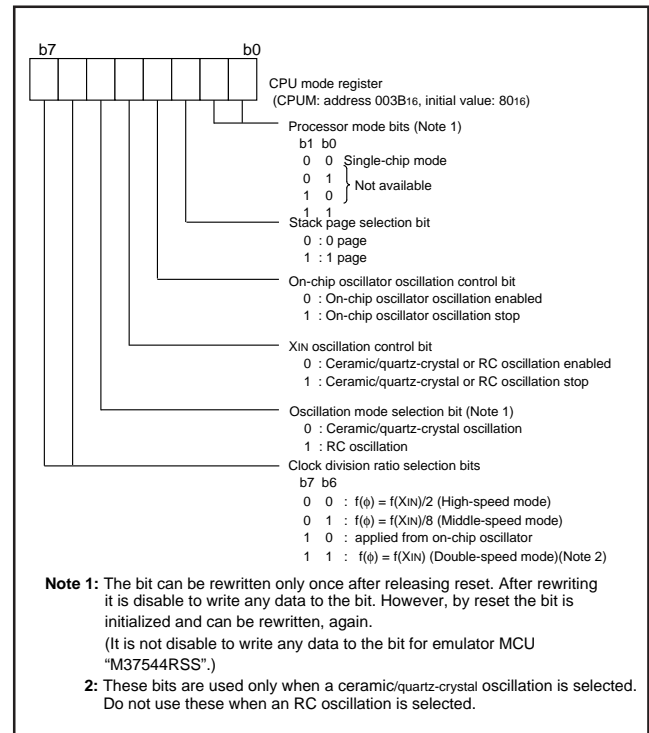 b7 b0
CPU mode register
(CPUM: address 003B16, initial value: 8016)
Processor mode bits (Note 1)
b1 b0
0 0 Single-chip mode
0 1
Not available
1 0
1 1
Stack page selection bit
0 : 0 page
1 : 1 page
On-chip oscillator oscillation control bit
0 : On-chip oscillator oscillation enabled
1 : On-chip oscillator oscillation stop
XIN oscillation control bit
0 : Ceramic/quartz-crystal or RC oscillation enabled
1 : Ceramic/quartz-crystal or RC oscillation stop
Oscillation mode selection bit (Note 1)
0 : Ceramic/quartz-crystal oscillation
1 : RC oscillation
Clock division ratio selection bits
b7 b6
0 0 : f(φ) = f(XIN)/2 (High-speed mode)
0 1 : f(φ) = f(XIN)/8 (Middle-speed mode)
1 0 : applied from on-chip oscillator
1 1 : f(φ) = f(XIN) (Double-speed mode)(Note 2)
Note 1: The bit can be rewritten only once after releasing reset. After rewriting
it is disable to write any data to the bit. However, by reset the bit is
initialized and can be rewritten, again.
(It is not disable to write any data to the bit for emulator MCU
“M37544RSS”.)
2: These bits are used only when a ceramic/quartz-crystal oscillation is selected.
Do not use these when an RC oscillation is selected.